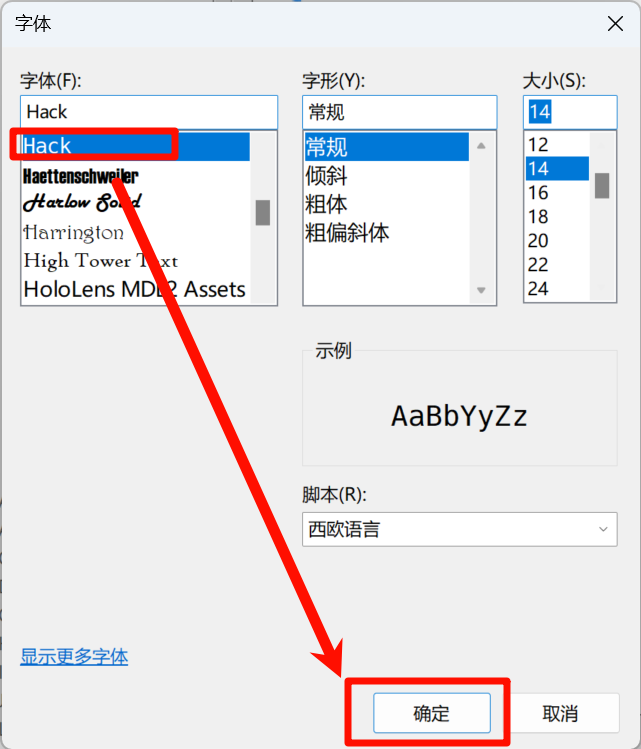 字体
字体(F):
字形(Y):
大小(S):
Hack
常规
14
Hack
Haettenschweiler
Harlow Solid
Harrington
High Tower Text
HoloLens MDL2 Assets
常规
倾斜
粗体
粗偏斜体
12
14
16
18
20
22
24
示例
AaBbYyZz
脚本(R):
西欧语言
显示更多字体
确定
取消